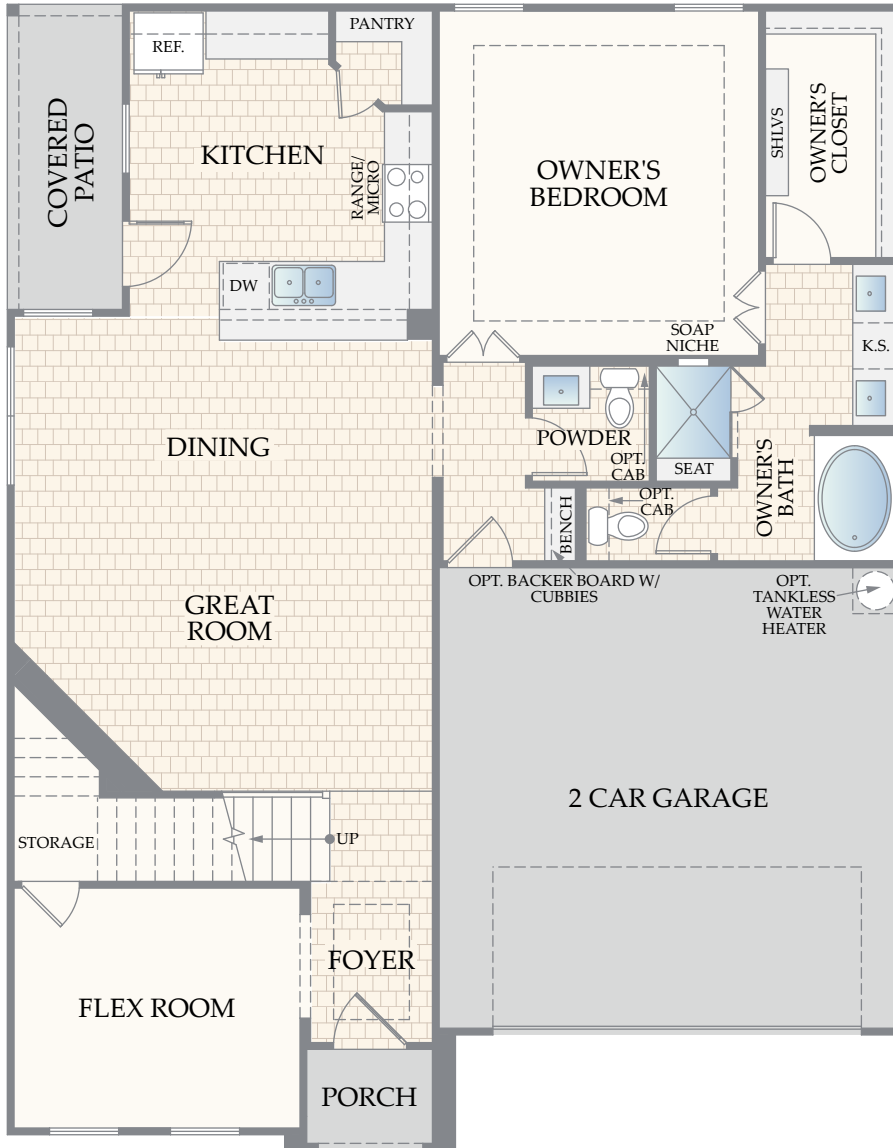 PANTRY
REF.
COVERED
PATIO
KITCHEN
RANGE/
MICRO
OWNER'S
BEDROOM
SHLVS
OWNER'S
CLOSET
DW
SOAP
NICHE
K.S.
DINING
POWDER
OPT.
CAB
SEAT
OWNER'S
BATH
OPT.
CAB
BENCH
OPT. BACKER BOARD W/
CUBBIES
OPT.
TANKLESS
WATER
HEATER
GREAT
ROOM
2 CAR GARAGE
STORAGE
UP
FOYER
FLEX ROOM
PORCH